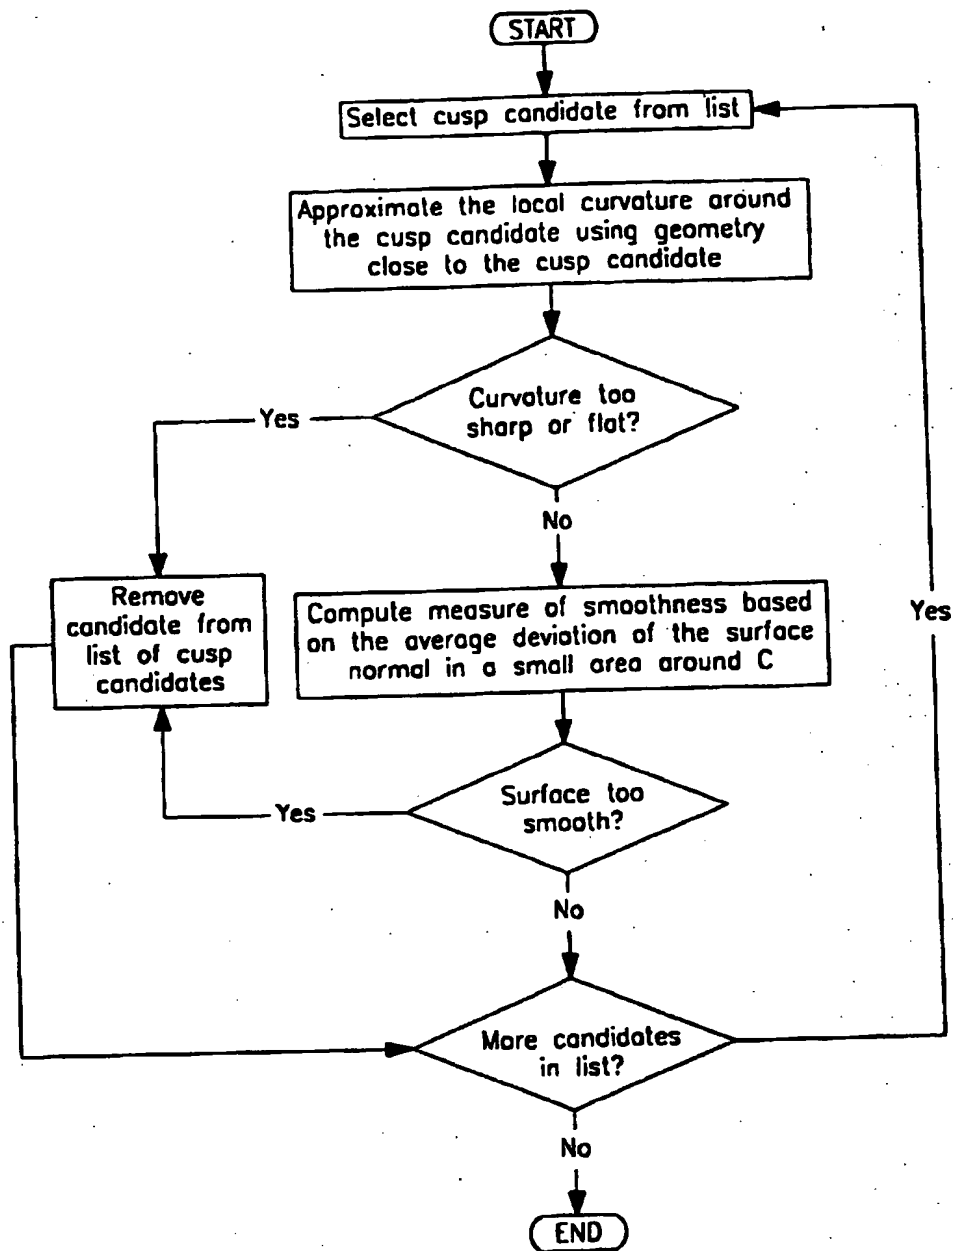 START
Select cusp candidate from list
Approximate the local curvature around
the cusp candidate using geometry
close to the cusp candidate
Curvature too
sharp or flat?
Yes
No
Remove
candidate from
list of cusp
candidates
Compute measure of smoothness based
on the average deviation of the surface
normal in a small area around C
Yes
Surface too
smooth?
Yes
No
More candidates
in list?
No
END